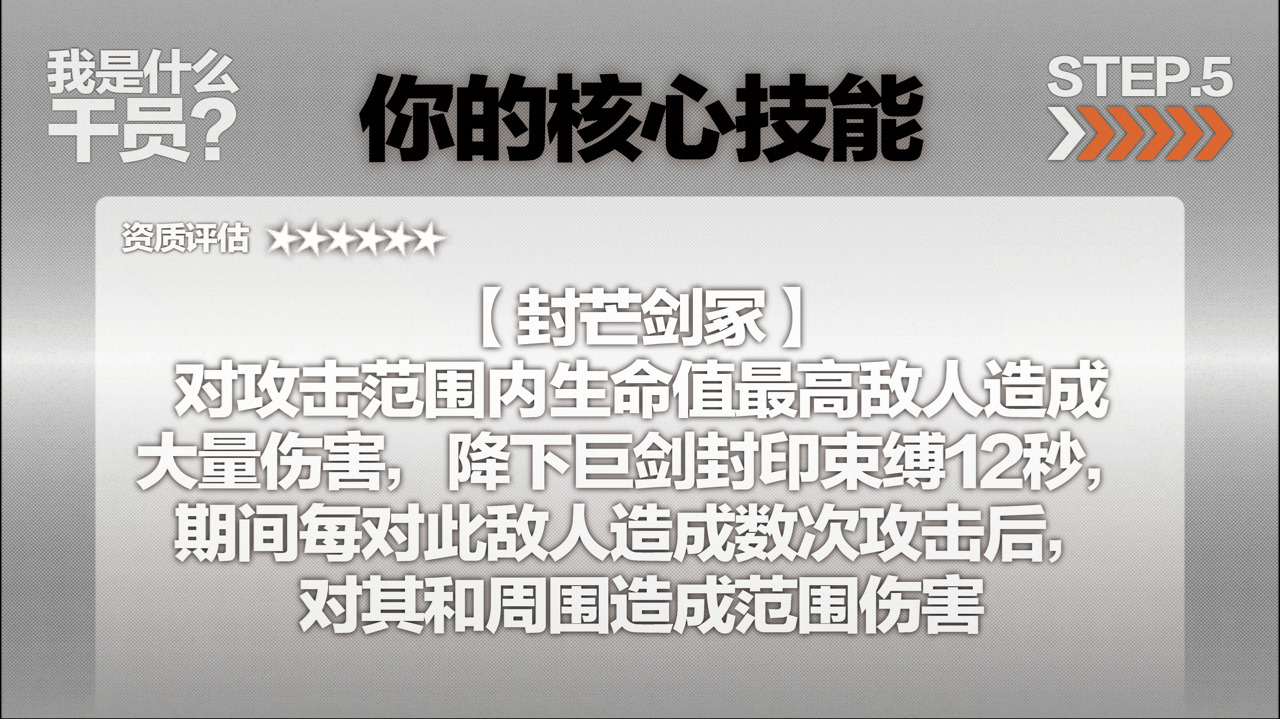 我是什么
干员?
你的核心技能
STEP.5
资质评估 ★★★★★★
【封芒剑冢】
对攻击范围内生命值最高敌人造成
大量伤害，降下巨剑封印束缚12秒，
期间每对此敌人造成数次攻击后，
对其和周围造成范围伤害